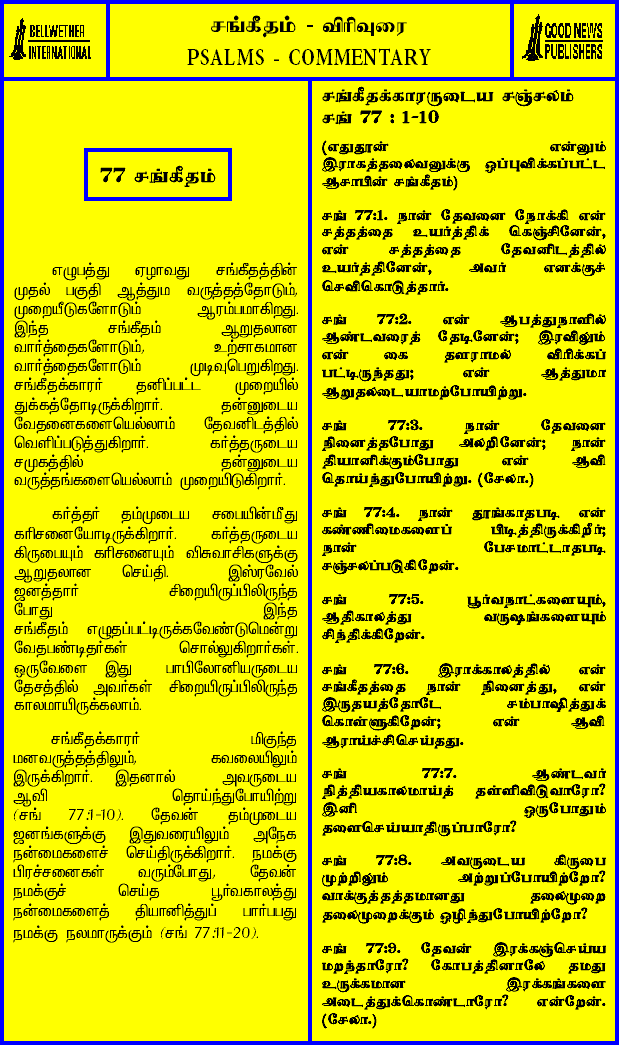 BELLWETHER
INTERNATIONAL
சங்கீதம் - விரிவுரை
PSALMS - COMMENTARY
GOOD NEWS
PUBLISHERS
77 சங்கீதம்
எழுபத்து ஏழாவது சங்கீதத்தின்
முதல் பகுதி ஆத்தும வருத்தத்தோடும்,
முறையீடுகளோடும் ஆரம்பமாகிறது.
இந்த சங்கீதம் ஆறுதலான
வார்த்தைகளோடும், உற்சாகமான
வார்த்தைகளோடும் முடிவுபெறுகிறது.
சங்கீதக்காரர் தனிப்பட்ட முறையில்
துக்கத்தோடிருக்கிறார். தன்னுடைய
வேதனைகளையெல்லாம் தேவனிடத்தில்
வெளிப்படுத்துகிறார். கர்த்தருடைய
சமுகத்தில் தன்னுடைய
வருத்தங்களையெல்லாம் முறையிடுகிறார்.
கர்த்தர் தம்முடைய சபையின்மீது
கரிசனையோடிருக்கிறார். கர்த்தருடைய
கிருபையும் கரிசனையும் விசுவாசிகளுக்கு
ஆறுதலான செய்தி. இஸ்ரவேல்
ஜனத்தார் சிறையிருப்பிலிருந்த
போது இந்த
சங்கீதம் எழுதப்பட்டிருக்கவேண்டுமென்று
வேதபண்டிதர்கள் சொல்லுகிறார்கள்.
ஒருவேளை இது பாபிலோனியருடைய
தேசத்தில் அவர்கள் சிறையிருப்பிலிருந்த
காலமாயிருக்கலாம்.
சங்கீதக்காரர் மிகுந்த
மனவருத்தத்திலும், கவலையிலும்
இருக்கிறார். இதனால் அவருடைய
ஆவி தொய்ந்துபோயிற்று
(சங் 77:1-10). தேவன் தம்முடைய
ஜனங்களுக்கு இதுவரையிலும் அநேக
நன்மைகளைச் செய்திருக்கிறார். நமக்கு
பிரச்சனைகள் வரும்போது, தேவன்
நமக்குச் செய்த பூர்வகாலத்து
நன்மைகளைத் தியானித்துப் பார்ப்பது
நமக்கு நலமாருக்கும் (சங் 77:11-20).
சங்கீதக்காரருடைய சஞ்சலம்
சங் 77 : 1-10
(எதுதூன் என்னும்
இராகத்தலைவனுக்கு ஒப்புவிக்கப்பட்ட
ஆசாபின் சங்கீதம்)
சங் 77:1. நான் தேவனை நோக்கி என்
சத்தத்தை உயர்த்திக் கெஞ்சினேன்,
என் சத்தத்தை தேவனிடத்தில்
உயர்த்தினேன், அவர் எனக்குச்
செவிகொடுத்தார்.
சங் 77:2. என் ஆபத்துநாளில்
ஆண்டவரைத் தேடினேன்; இரவிலும்
என் கை தளராமல் விரிக்கப்
பட்டிருந்தது; என் ஆத்துமா
ஆறுதலடையாமற்போயிற்று.
சங் 77:3. நான் தேவனை
நினைத்தபோது அலறினேன்; நான்
தியானிக்கும்போது என் ஆவி
தொய்ந்துபோயிற்று. (சேலா.)
சங் 77:4. நான் தூங்காதபடி என்
கண்ணிமைகளைப் பிடித்திருக்கிறீர்;
நான் பேசமாட்டாதபடி
சஞ்சலப்படுகிறேன்.
சங் 77:5. பூர்வநாட்களையும்,
ஆதிகாலத்து வருஷங்களையும்
சிந்திக்கிறேன்.
சங் 77:6. இராக்காலத்தில் என்
சங்கீதத்தை நான் நினைத்து, என்
இருதயத்தோடே சம்பாஷித்துக்
கொள்ளுகிறேன்; என் ஆவி
ஆராய்ச்சிசெய்தது.
சங் 77:7. ஆண்டவர்
நித்தியகாலமாய்த் தள்ளிவிடுவாரோ?
இனி ஒருபோதும்
தளைசெய்யாதிருப்பாரோ?
சங் 77:8. அவருடைய கிருபை
முற்றிலும் அற்றுப்போயிற்றோ?
வாக்குத்தத்தமானது தலைமுறை
தலைமுறைக்கும் ஒழிந்துபோயிற்றோ?
சங் 77:9. தேவன் இரக்கஞ்செய்ய
மறந்தாரோ? கோபத்தினாலே தமது
உருக்கமான இரக்கங்களை
அடைத்துக்கொண்டாரோ? என்றேன்.
(சேலா.)